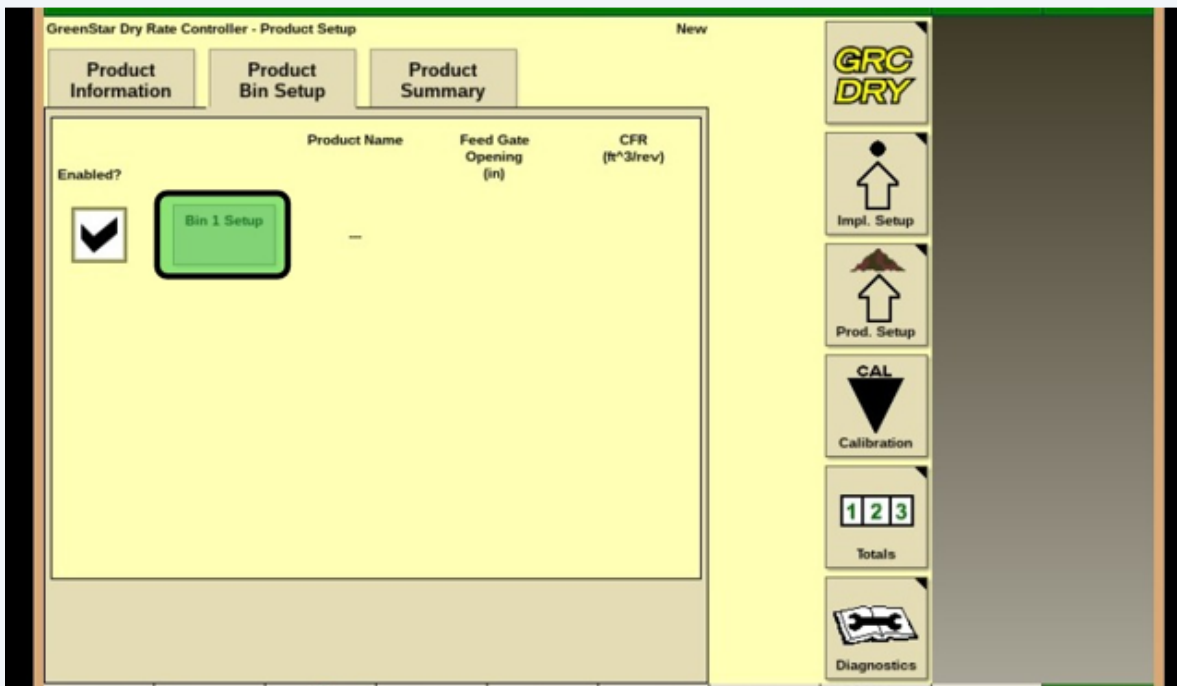 GreenStar Dry Rate Controller - Product Setup
New
Product
Information
Product
Bin Setup
Product
Summary
Enabled?
Product Name
Feed Gate
Opening
(in)
CFR
(ft^3/rev)
Bin 1 Setup
---
GRC
DRY
Impl. Setup
Prod. Setup
CAL
Calibration
1 2 3
Totals
Diagnostics